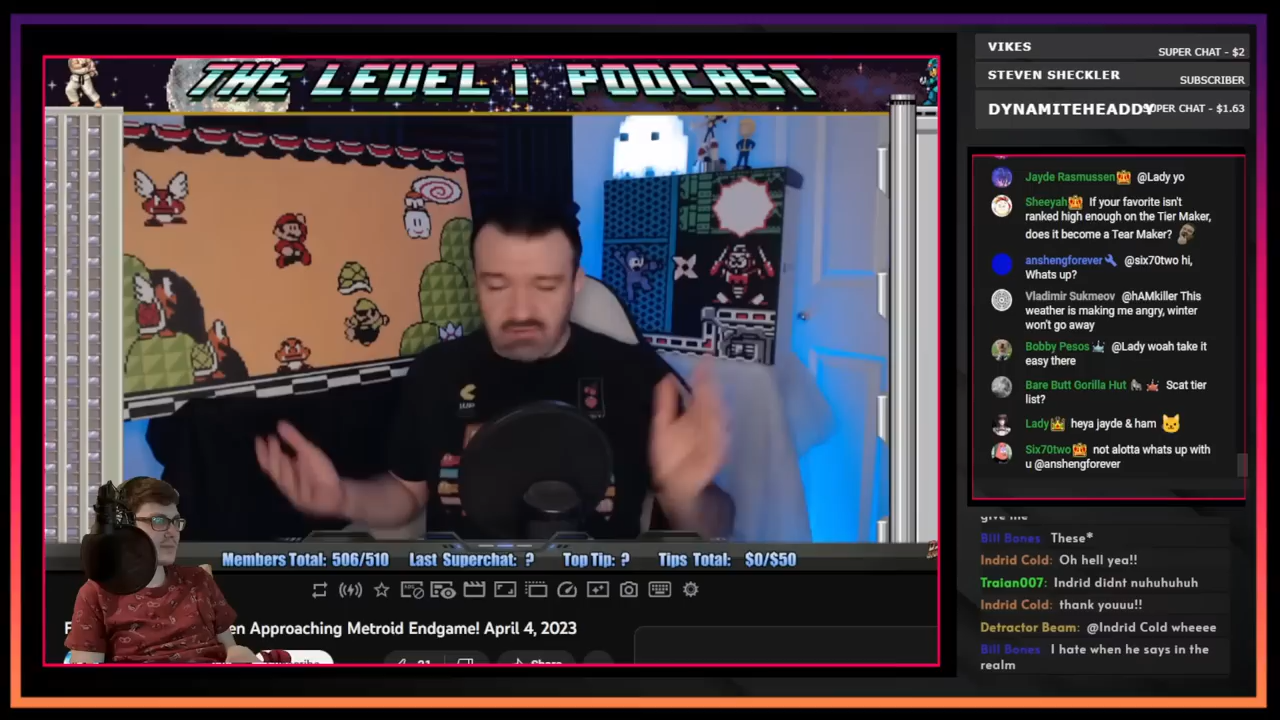 THE LEVEL 1 PODCAST
Members Total: 506/510 Last Superchat: ? Top Tip: ? Tips Total: $0/$50
en Approaching Metroid Endgame! April 4, 2023
21 Share
VIKES SUPER CHAT - $2
STEVEN SHECKLER SUBSCRIBER
DYNAMITEHEADDY SUPER CHAT - $1.63
Jayde Rasmussen @Lady yo
Sheeyah If your favorite isn't
ranked high enough on the Tier Maker,
does it become a Tear Maker?
anshengforever @six70two hi,
Whats up?
Vladimir Sukmeov @hAMkiller This
weather is making me angry, winter
won't go away
Bobby Pesos @Lady woah take it
easy there
Bare Butt Gorilla Hut Scat tier
list?
Lady heya jayde & ham
Six70two not alotta whats up with
u @anshengforever
give me
Bill Bones These*
Indrid Cold: Oh hell yea!!
Traian007: Indrid didnt nuhuhuhuh
Indrid Cold: thank youuu!!
Detractor Beam: @Indrid Cold wheeee
Bill Bones I hate when he says in the
realm